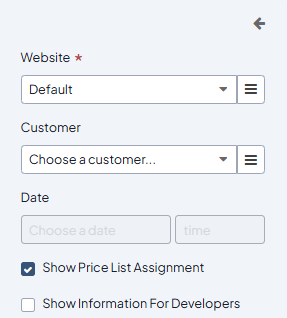 Website *
Default
Customer
Choose a customer...
Date
Choose a date
time
Show Price List Assignment
Show Information For Developers